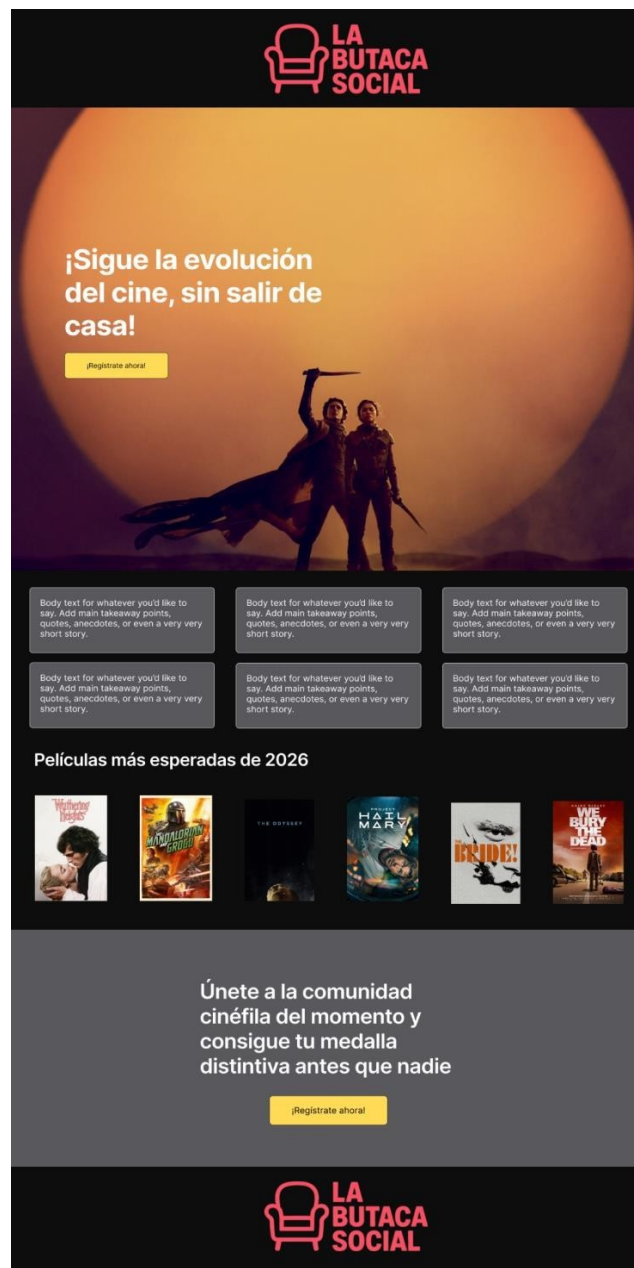 LA
BUTACA
SOCIAL
¡Sigue la evolución
del cine, sin salir de
casa!
¡Regístrate ahora!
Body text for whatever you'd like to
say. Add main takeaway points,
quotes, anecdotes, or even a very very
short story.
Body text for whatever you'd like to
say. Add main takeaway points,
quotes, anecdotes, or even a very very
short story.
Body text for whatever you'd like to
say. Add main takeaway points,
quotes, anecdotes, or even a very very
short story.
Body text for whatever you'd like to
say. Add main takeaway points,
quotes, anecdotes, or even a very very
short story.
Body text for whatever you'd like to
say. Add main takeaway points,
quotes, anecdotes, or even a very very
short story.
Body text for whatever you'd like to
say. Add main takeaway points,
quotes, anecdotes, or even a very very
short story.
Películas más esperadas de 2026
Wuthering
Heights
MANDALORIAN
GROGU
THE ODYSSEY
PROJECT
HAIL
MARY
THE
BRIDE!
DAISY RIDLEY
WE
BURY
THE
DEAD
Únete a la comunidad
cinéfila del momento y
consigue tu medalla
distintiva antes que nadie
¡Regístrate ahora!
LA
BUTACA
SOCIAL